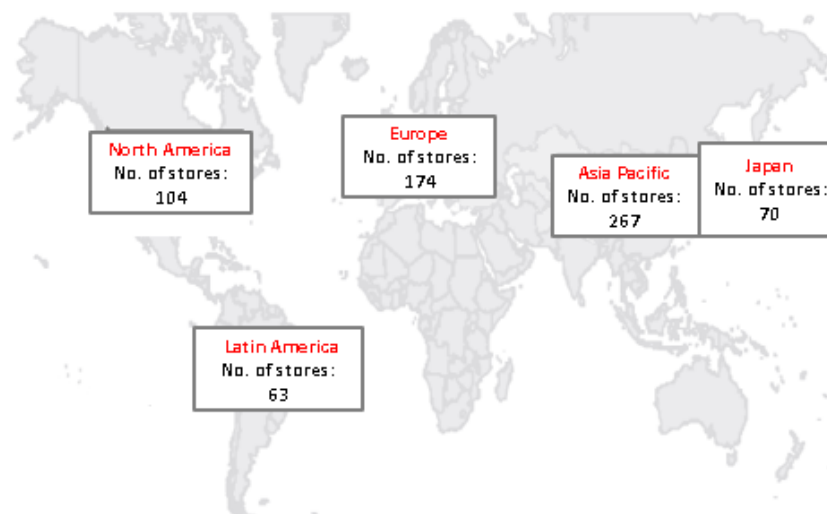 North America
No. of stores:
104
Europe
No. of stores:
174
Asia Pacific
No. of stores:
267
Japan
No. of stores:
70
Latin America
No. of stores:
63